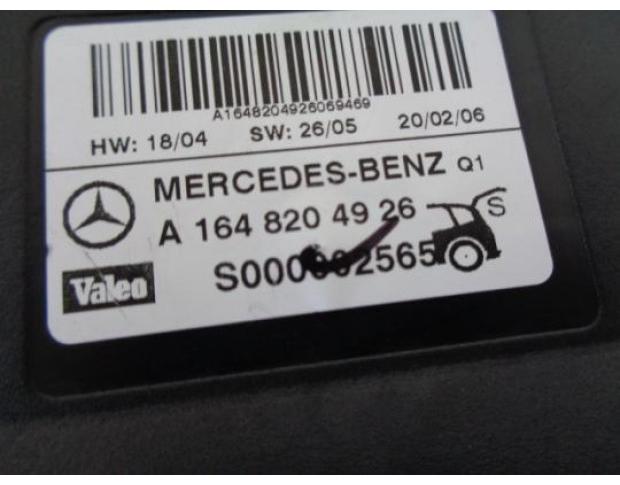 A1648204926069469
HW: 18/04 SW: 26/05 20/02/06
MERCEDES-BENZ Q1
A 164 820 49 26
S
Valeo